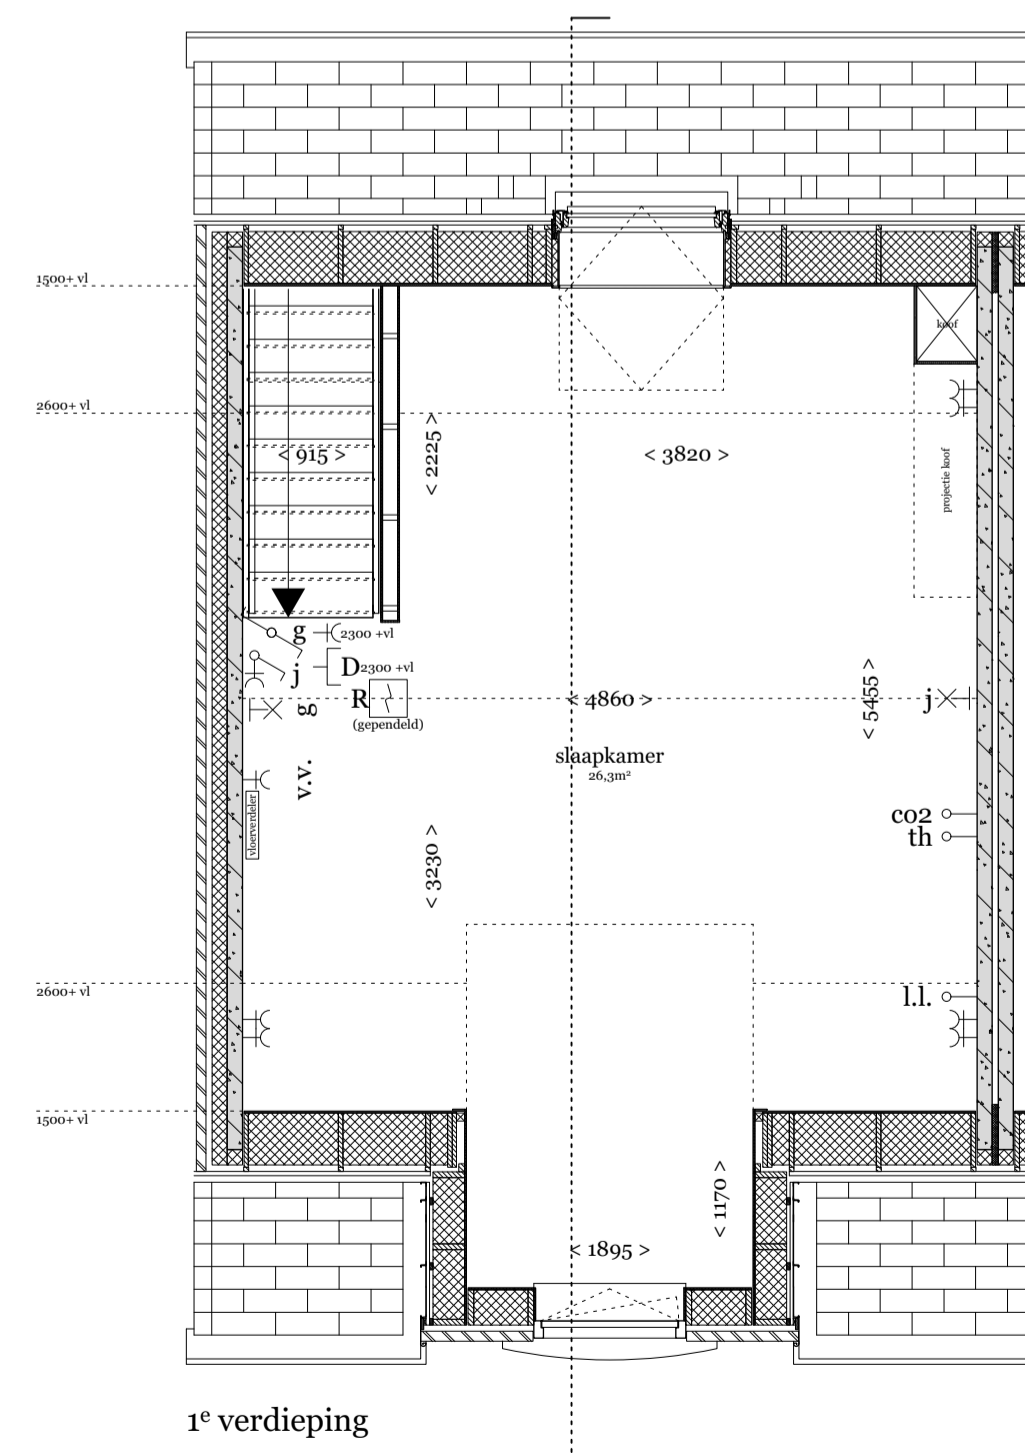 1500+ vl
koof
2600+ vl
< 915 >
< 2225 >
< 3820 >
projectie koof
g
2300 +vl
j
D
2300 +vl
g
R
(gependeld)
< 4860 >
< 5455 >
j
slaapkamer
26,3m²
v.v.
vloerverdeler
co2
th
< 3230 >
2600+ vl
l.l.
1500+ vl
< 1170 >
< 1895 >
1e verdieping